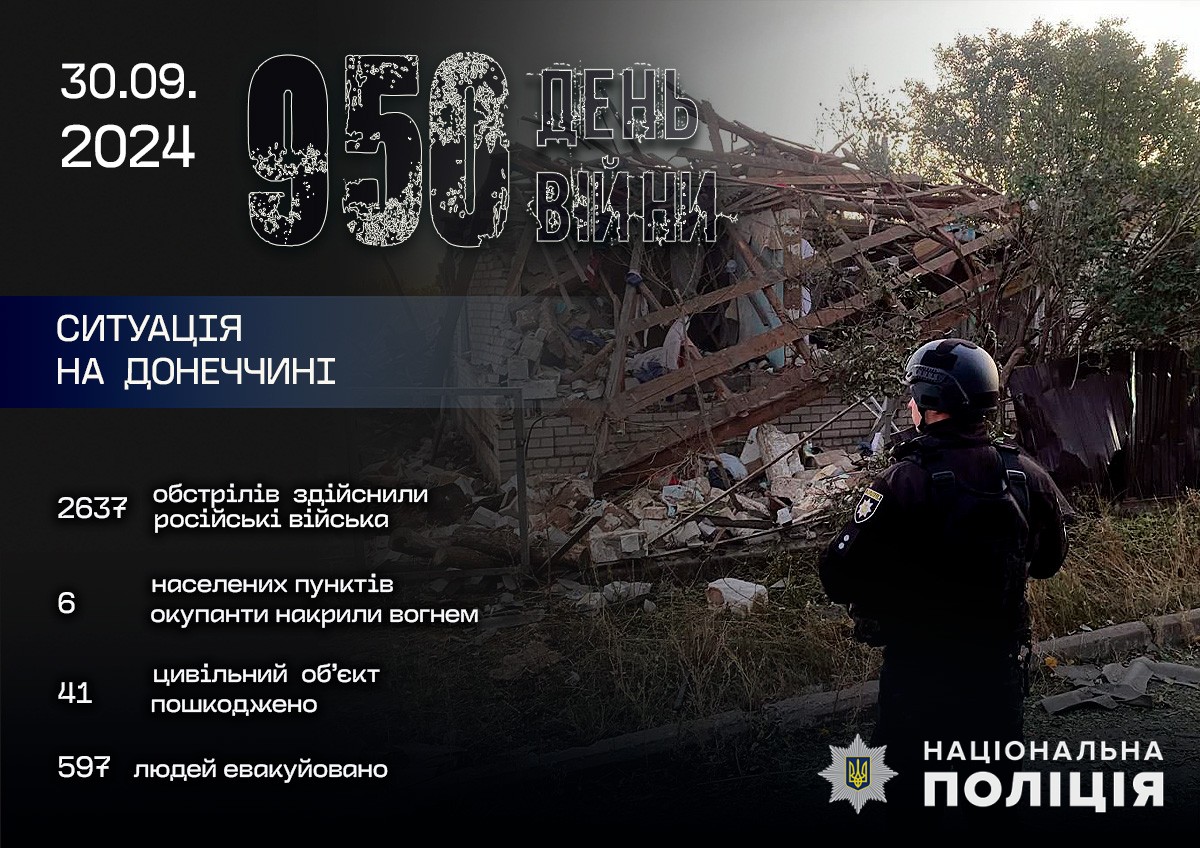 30.09.
2024
950
ДЕНЬ
ВІЙНИ
СИТУАЦІЯ
НА ДОНЕЧЧИНІ
2637 обстрілів здійснили
російські війська
6 населених пунктів
окупанти накрили вогнем
41 цивільний об’єкт
пошкоджено
597 людей евакуйовано
НАЦІОНАЛЬНА
ПОЛІЦІЯ